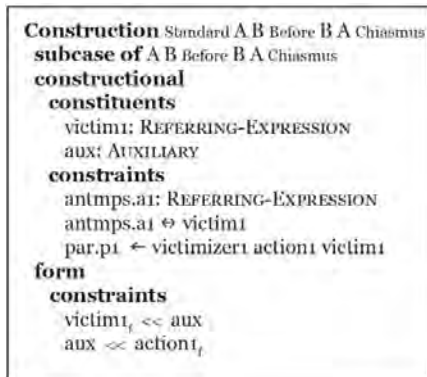 Construction Standard A B Before B A Chiasmus
subcase of A B Before B A Chiasmus
constructional
constituents
victim1: REFERRING-EXPRESSION
aux: AUXILIARY
constraints
antmps.a1: REFERRING-EXPRESSION
antmps.a1 ⇔ victim1
par.p1 ← victimizer1 action1 victim1
form
constraints
victim1f << aux
aux << action1f